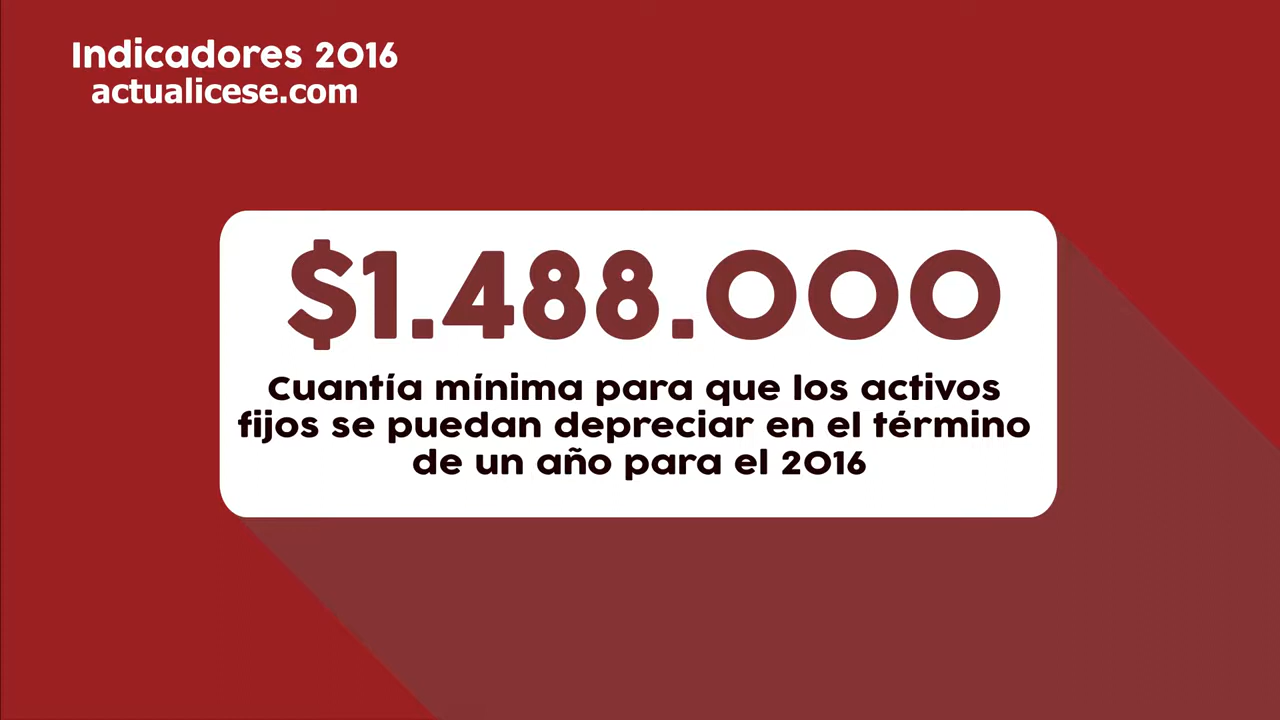 Indicadores 2016
actualicese.com
$1.488.000
Cuantía mínima para que los activos
fijos se puedan depreciar en el término
de un año para el 2016